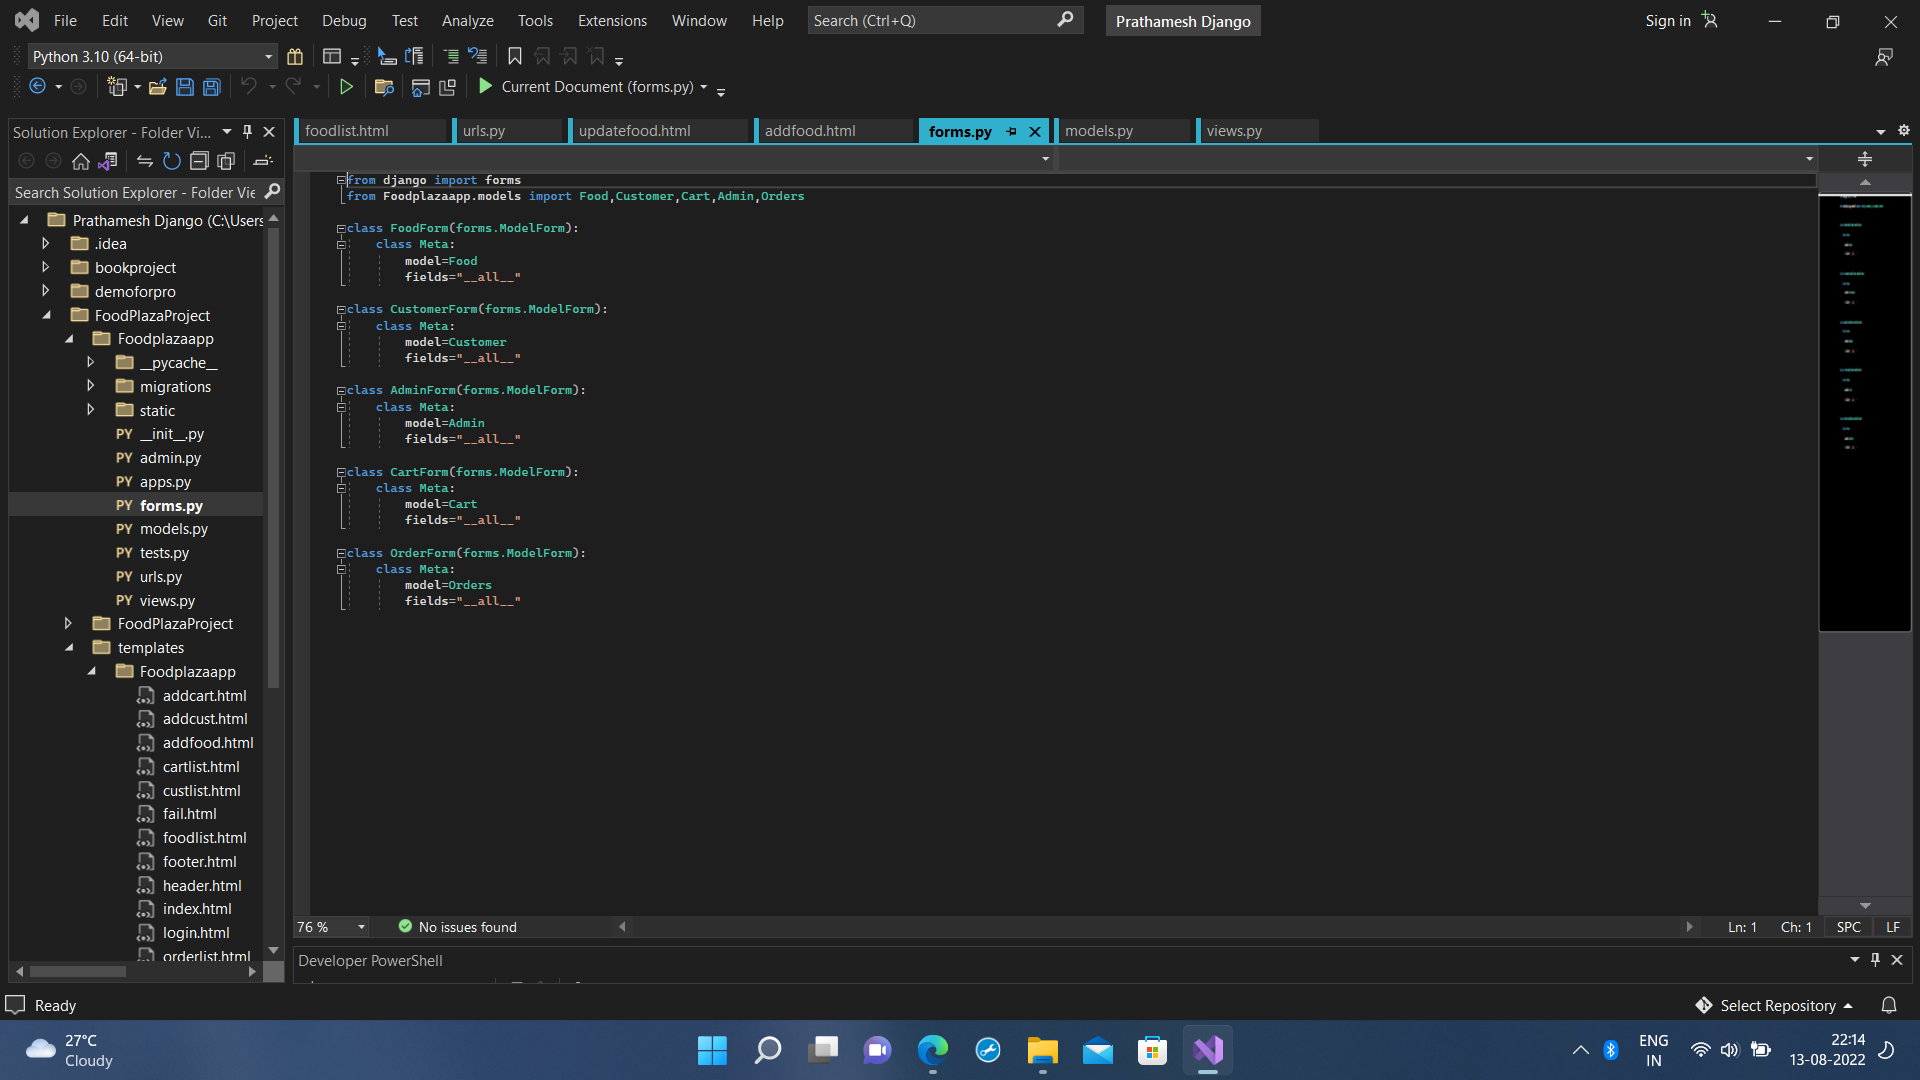 File Edit View Git Project Debug Test Analyze Tools Extensions Window Help Search (Ctrl+Q) Prathamesh Django Sign in
Python 3.10 (64-bit)
Current Document (forms.py)
Solution Explorer - Folder Vi...
Search Solution Explorer - Folder Vie
Prathamesh Django (C:\Users
.idea
bookproject
demoforpro
FoodPlazaProject
Foodplazaapp
__pycache__
migrations
static
PY __init__.py
PY admin.py
PY apps.py
PY forms.py
PY models.py
PY tests.py
PY urls.py
PY views.py
FoodPlazaProject
templates
Foodplazaapp
addcart.html
addcust.html
addfood.html
cartlist.html
custlist.html
fail.html
foodlist.html
footer.html
header.html
index.html
login.html
orderlist.html
foodlist.html urls.py updatefood.html addfood.html forms.py models.py views.py
from django import forms
from Foodplazaapp.models import Food,Customer,Cart,Admin,Orders
class FoodForm(forms.ModelForm):
class Meta:
model=Food
fields="__all__"
class CustomerForm(forms.ModelForm):
class Meta:
model=Customer
fields="__all__"
class AdminForm(forms.ModelForm):
class Meta:
model=Admin
fields="__all__"
class CartForm(forms.ModelForm):
class Meta:
model=Cart
fields="__all__"
class OrderForm(forms.ModelForm):
class Meta:
model=Orders
fields="__all__"
76 % No issues found Ln: 1 Ch: 1 SPC LF
Developer PowerShell
Ready Select Repository
27°C
Cloudy
ENG
IN
22:14
13-08-2022